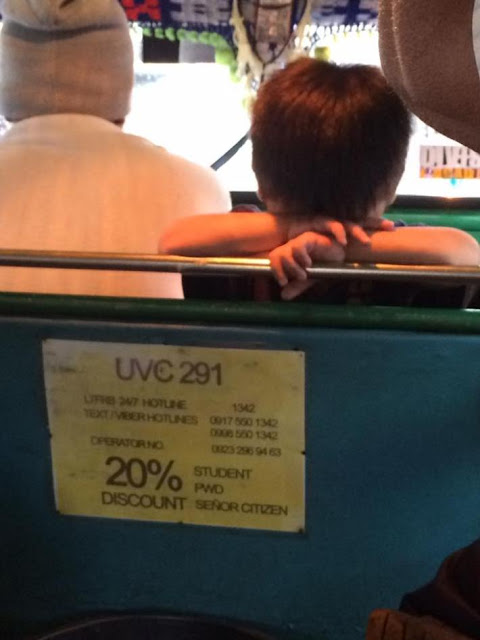 UVC 291
LTFRB 24/7 HOTLINE 1342
TEXT/VIBER HOTLINES 0917 550 1342
0998 550 1342
OPERATOR NO. 0923 296 94 63
20% DISCOUNT
STUDENT
PWD
SEÑOR CITIZEN